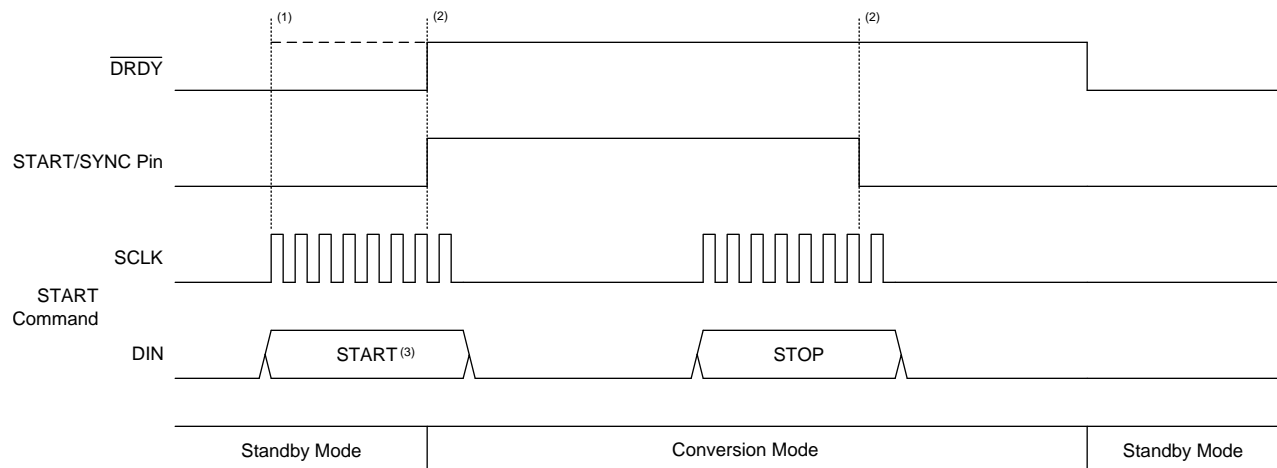 (1)
(2)
(2)
DRDY
START/SYNC Pin
SCLK
START
Command
DIN
START (3)
STOP
Standby Mode
Conversion Mode
Standby Mode